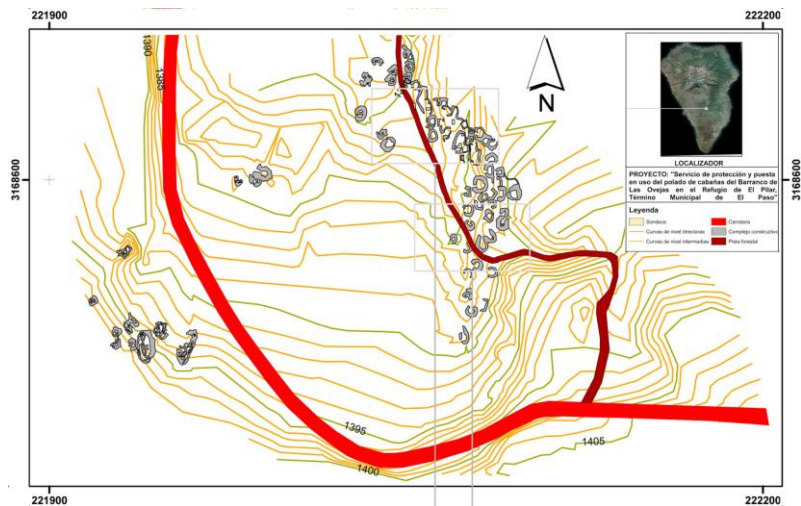 221900
222200
1390
1385
N
3168600
3168600
LOCALIZADOR
PROYECTO: "Servicio de protección y puesta
en uso del polado de cabañas del Barranco de
Las Ovejas en el Refugio de El Pilar,
Término Municipal de El Paso"
Leyenda
Sondeos
Carretera
Curvas de nivel directoras
Complejo constructivo
Curvas de nivel intermedias
Pista forestal
1395
1400
1405
221900
222200